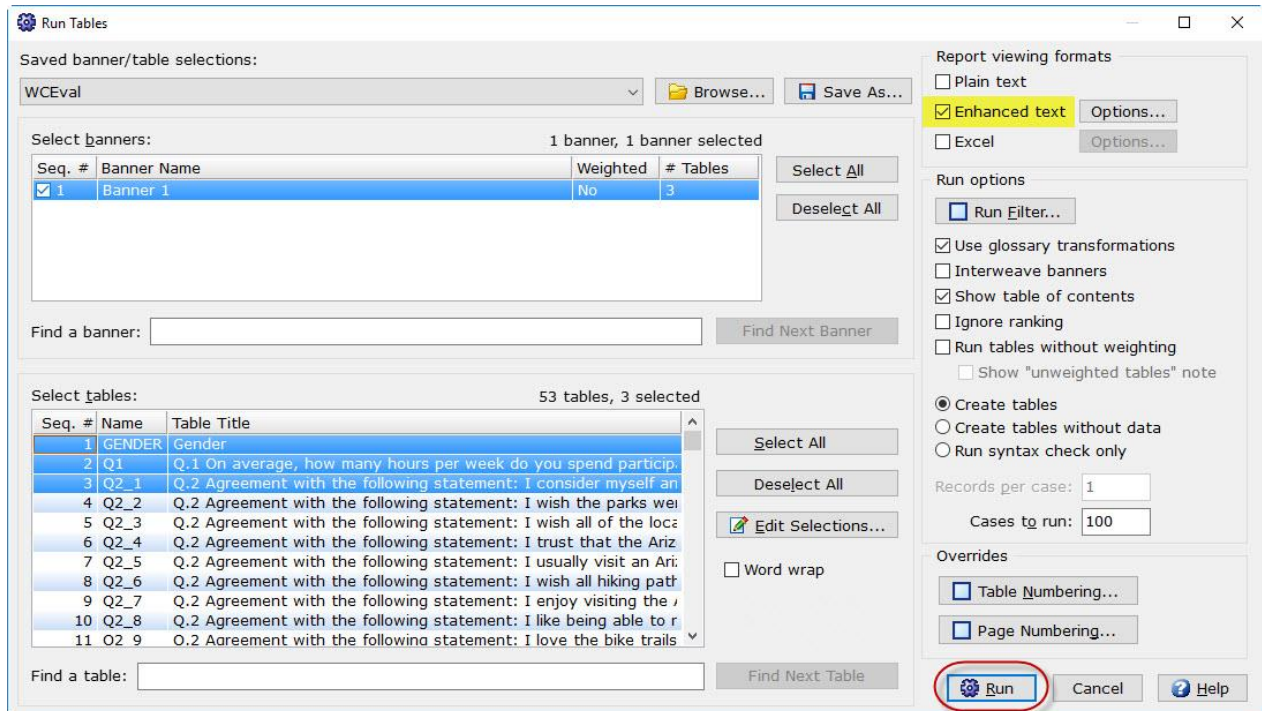 Run Tables
Saved banner/table selections:
WCEval
Browse...
Save As...
Select banners:
1 banner, 1 banner selected
Seq. # Banner Name Weighted # Tables
1 Banner 1 No 3
Select All
Deselect All
Find a banner:
Find Next Banner
Select tables:
53 tables, 3 selected
Seq. # Name Table Title
1 GENDER Gender
2 Q1 Q.1 On average, how many hours per week do you spend particip
3 Q2_1 Q.2 Agreement with the following statement: I consider myself an
4 Q2_2 Q.2 Agreement with the following statement: I wish the parks wer
5 Q2_3 Q.2 Agreement with the following statement: I wish all of the loca
6 Q2_4 Q.2 Agreement with the following statement: I trust that the Ariz
7 Q2_5 Q.2 Agreement with the following statement: I usually visit an Ari
8 Q2_6 Q.2 Agreement with the following statement: I wish all hiking path
9 Q2_7 Q.2 Agreement with the following statement: I enjoy visiting the
10 Q2_8 Q.2 Agreement with the following statement: I like being able to r
11 Q2_9 Q.2 Agreement with the following statement: I love the bike trails
Select All
Deselect All
Edit Selections...
Word wrap
Find a table:
Find Next Table
Report viewing formats
Plain text
Enhanced text Options...
Excel Options...
Run options
Run Filter...
Use glossary transformations
Interweave banners
Show table of contents
Ignore ranking
Run tables without weighting
Show "unweighted tables" note
Create tables
Create tables without data
Run syntax check only
Records per case: 1
Cases to run: 100
Overrides
Table Numbering...
Page Numbering...
Run
Cancel
Help